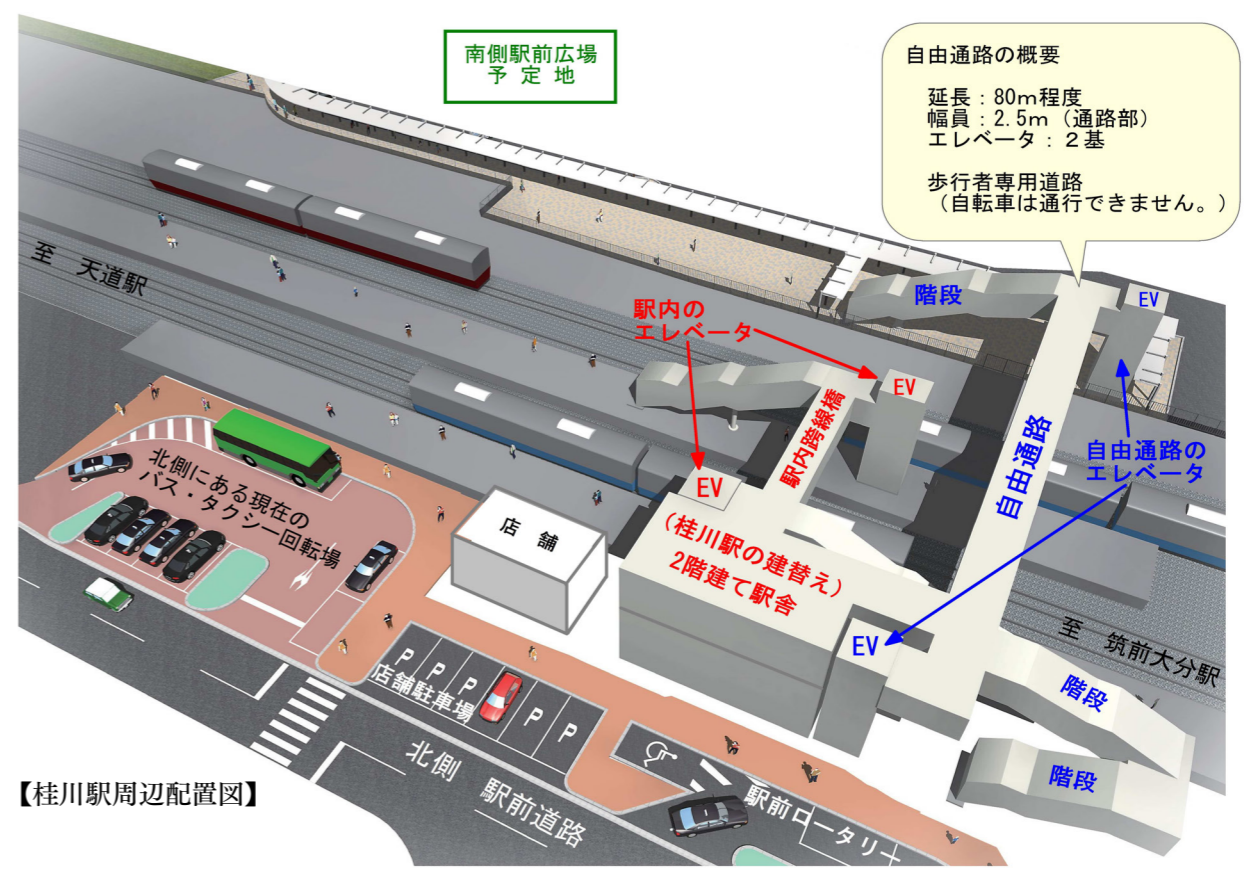 南側駅前広場
予定地
自由通路の概要
延長：80ｍ程度
幅員：2.5ｍ（通路部）
エレベータ：２基
歩行者専用道路
（自転車は通行できません。）
至　天道駅
階段
EV
駅内の
エレベータ
EV
駅内跨線橋
自由通路
自由通路の
エレベータ
EV
北側にある現在の
バス・タクシー回転場
店舗
（桂川駅の建替え）
2階建て駅舎
EV
至　筑前大分駅
階段
階段
P
P
P
P
P
店舗駐車場
北側　駅前道路
駅前ロータリー
【桂川駅周辺配置図】